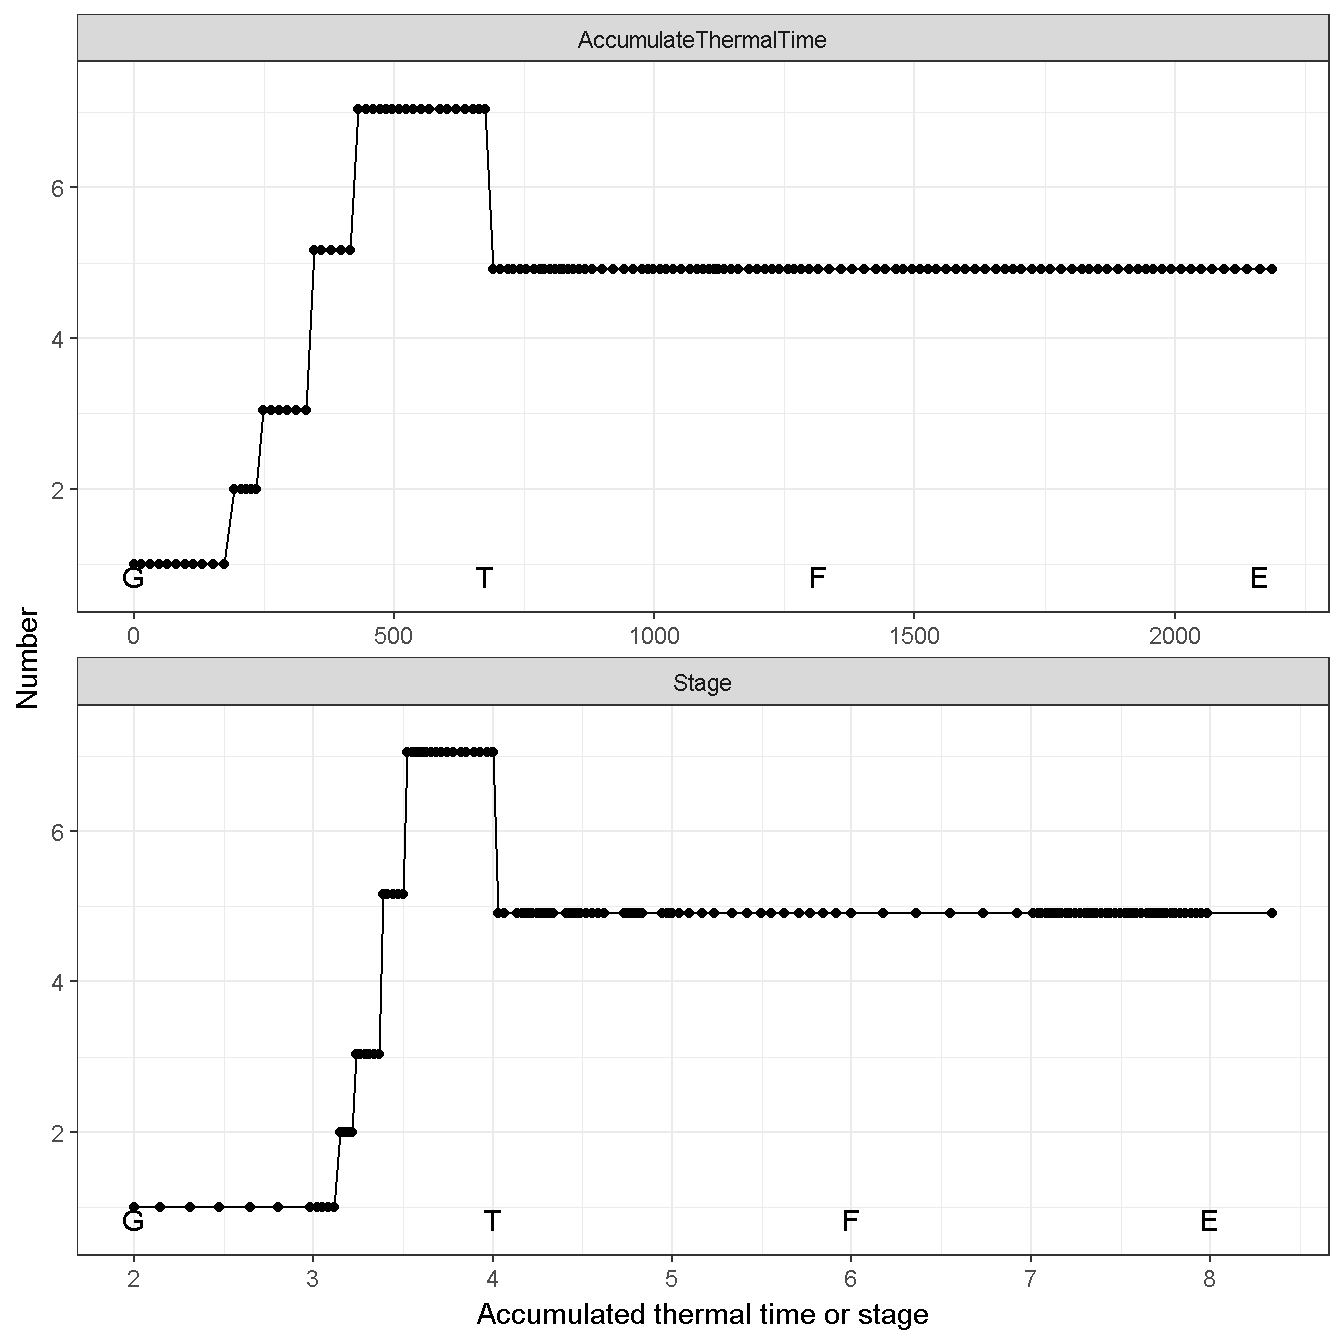 AccumulateThermalTime
6
4
2
G T F E
0 500 1000 1500 2000
Number
Stage
6
4
2
G T F E
2 3 4 5 6 7 8
Accumulated thermal time or stage